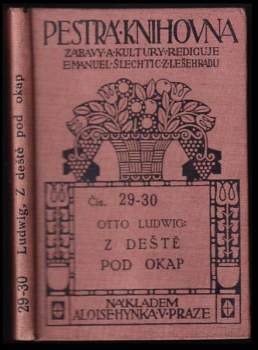 29-30 Ludwig, Z deště pod okap
PESTRÁ·KNIHOVNA
ZÁBAVY·A·KULTURY·REDIGUJE
EMANUEL·ŠLECHTIC·Z·LEŠEHRADU
Čís. 29-30
OTTO LUDWIG:
Z DEŠTĚ
POD OKAP
NÁKLADEM
ALOISE·HYNKA·V·PRAZE